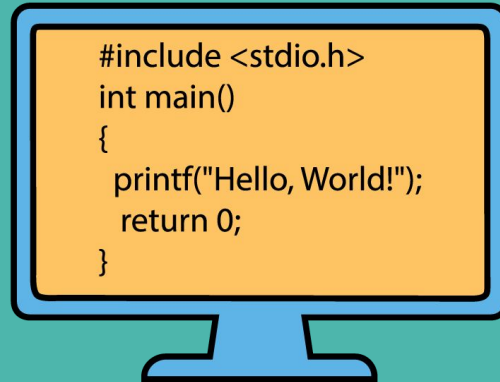 #include <stdio.h>
int main()
{
printf("Hello, World!");
return 0;
}